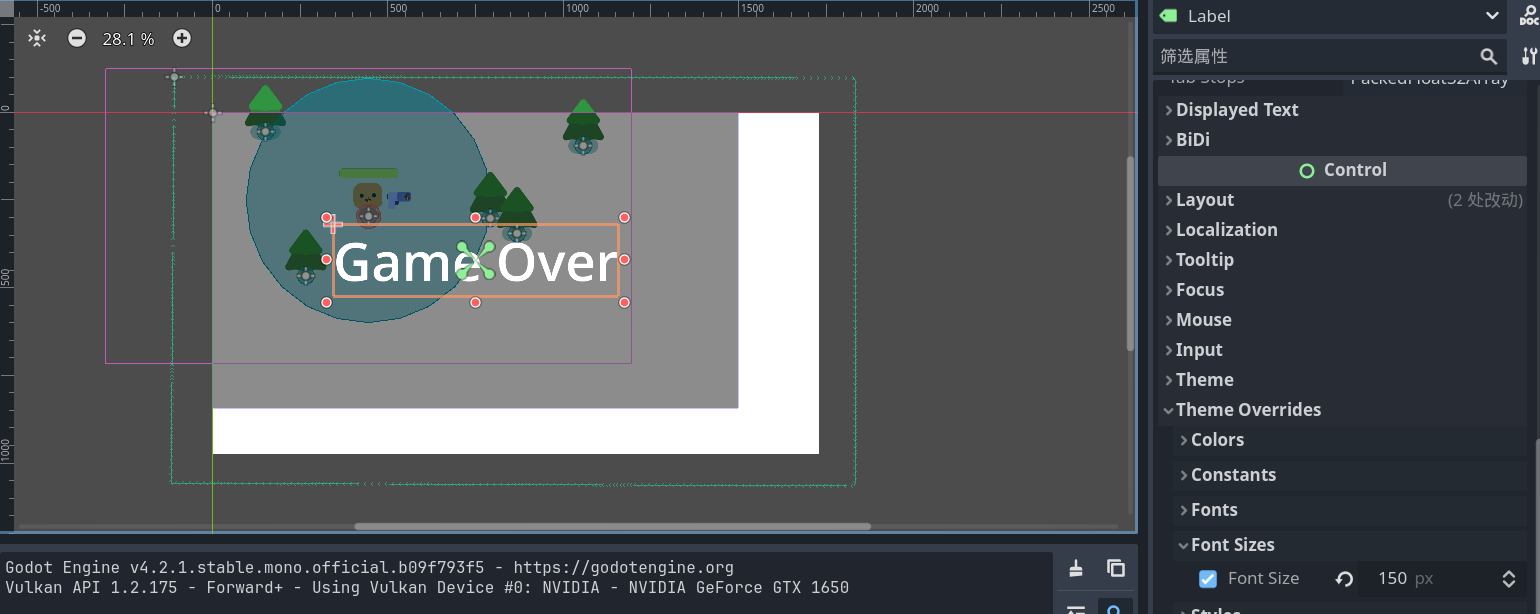 -500 0 500 1000 1500 2000 2500
Label
28.1 %
筛选属性
Tab Stops PackedFloat32Array
Displayed Text
BiDi
Control
Layout (2 处改动)
Localization
Tooltip
Focus
Mouse
Input
Theme
Theme Overrides
Colors
Constants
Fonts
Font Sizes
Font Size 150 px
Styles
0
500
1000
Game Over
Godot Engine v4.2.1.stable.mono.official.b09f793f5 - https://godotengine.org
Vulkan API 1.2.175 - Forward+ - Using Vulkan Device #0: NVIDIA - NVIDIA GeForce GTX 1650
DOC